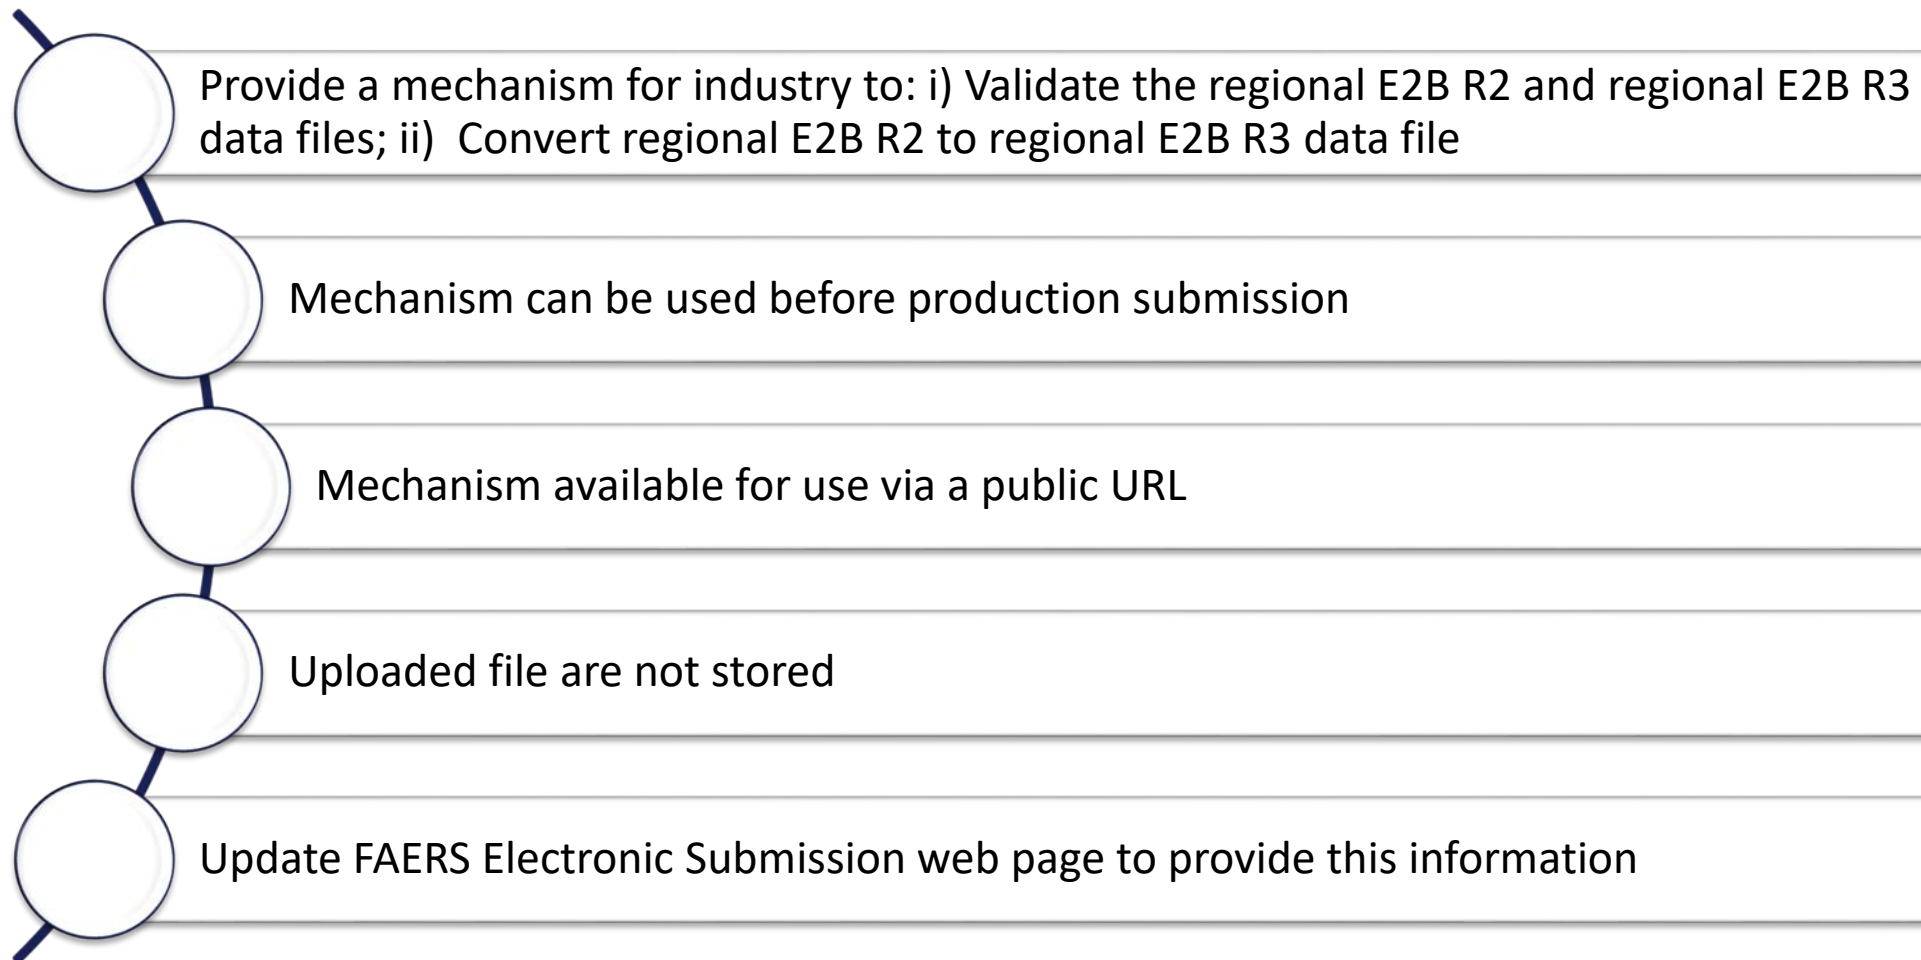 Provide a mechanism for industry to: i) Validate the regional E2B R2 and regional E2B R3
data files; ii)  Convert regional E2B R2 to regional E2B R3 data file
Mechanism can be used before production submission
Mechanism available for use via a public URL
Uploaded file are not stored
Update FAERS Electronic Submission web page to provide this information